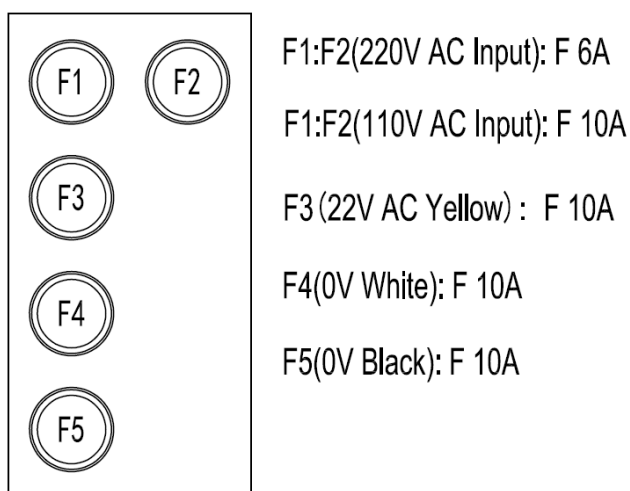 F1 F2
F3
F4
F5
F1:F2(220V AC Input): F 6A
F1:F2(110V AC Input): F 10A
F3(22V AC Yellow): F 10A
F4(0V White): F 10A
F5(0V Black): F 10A